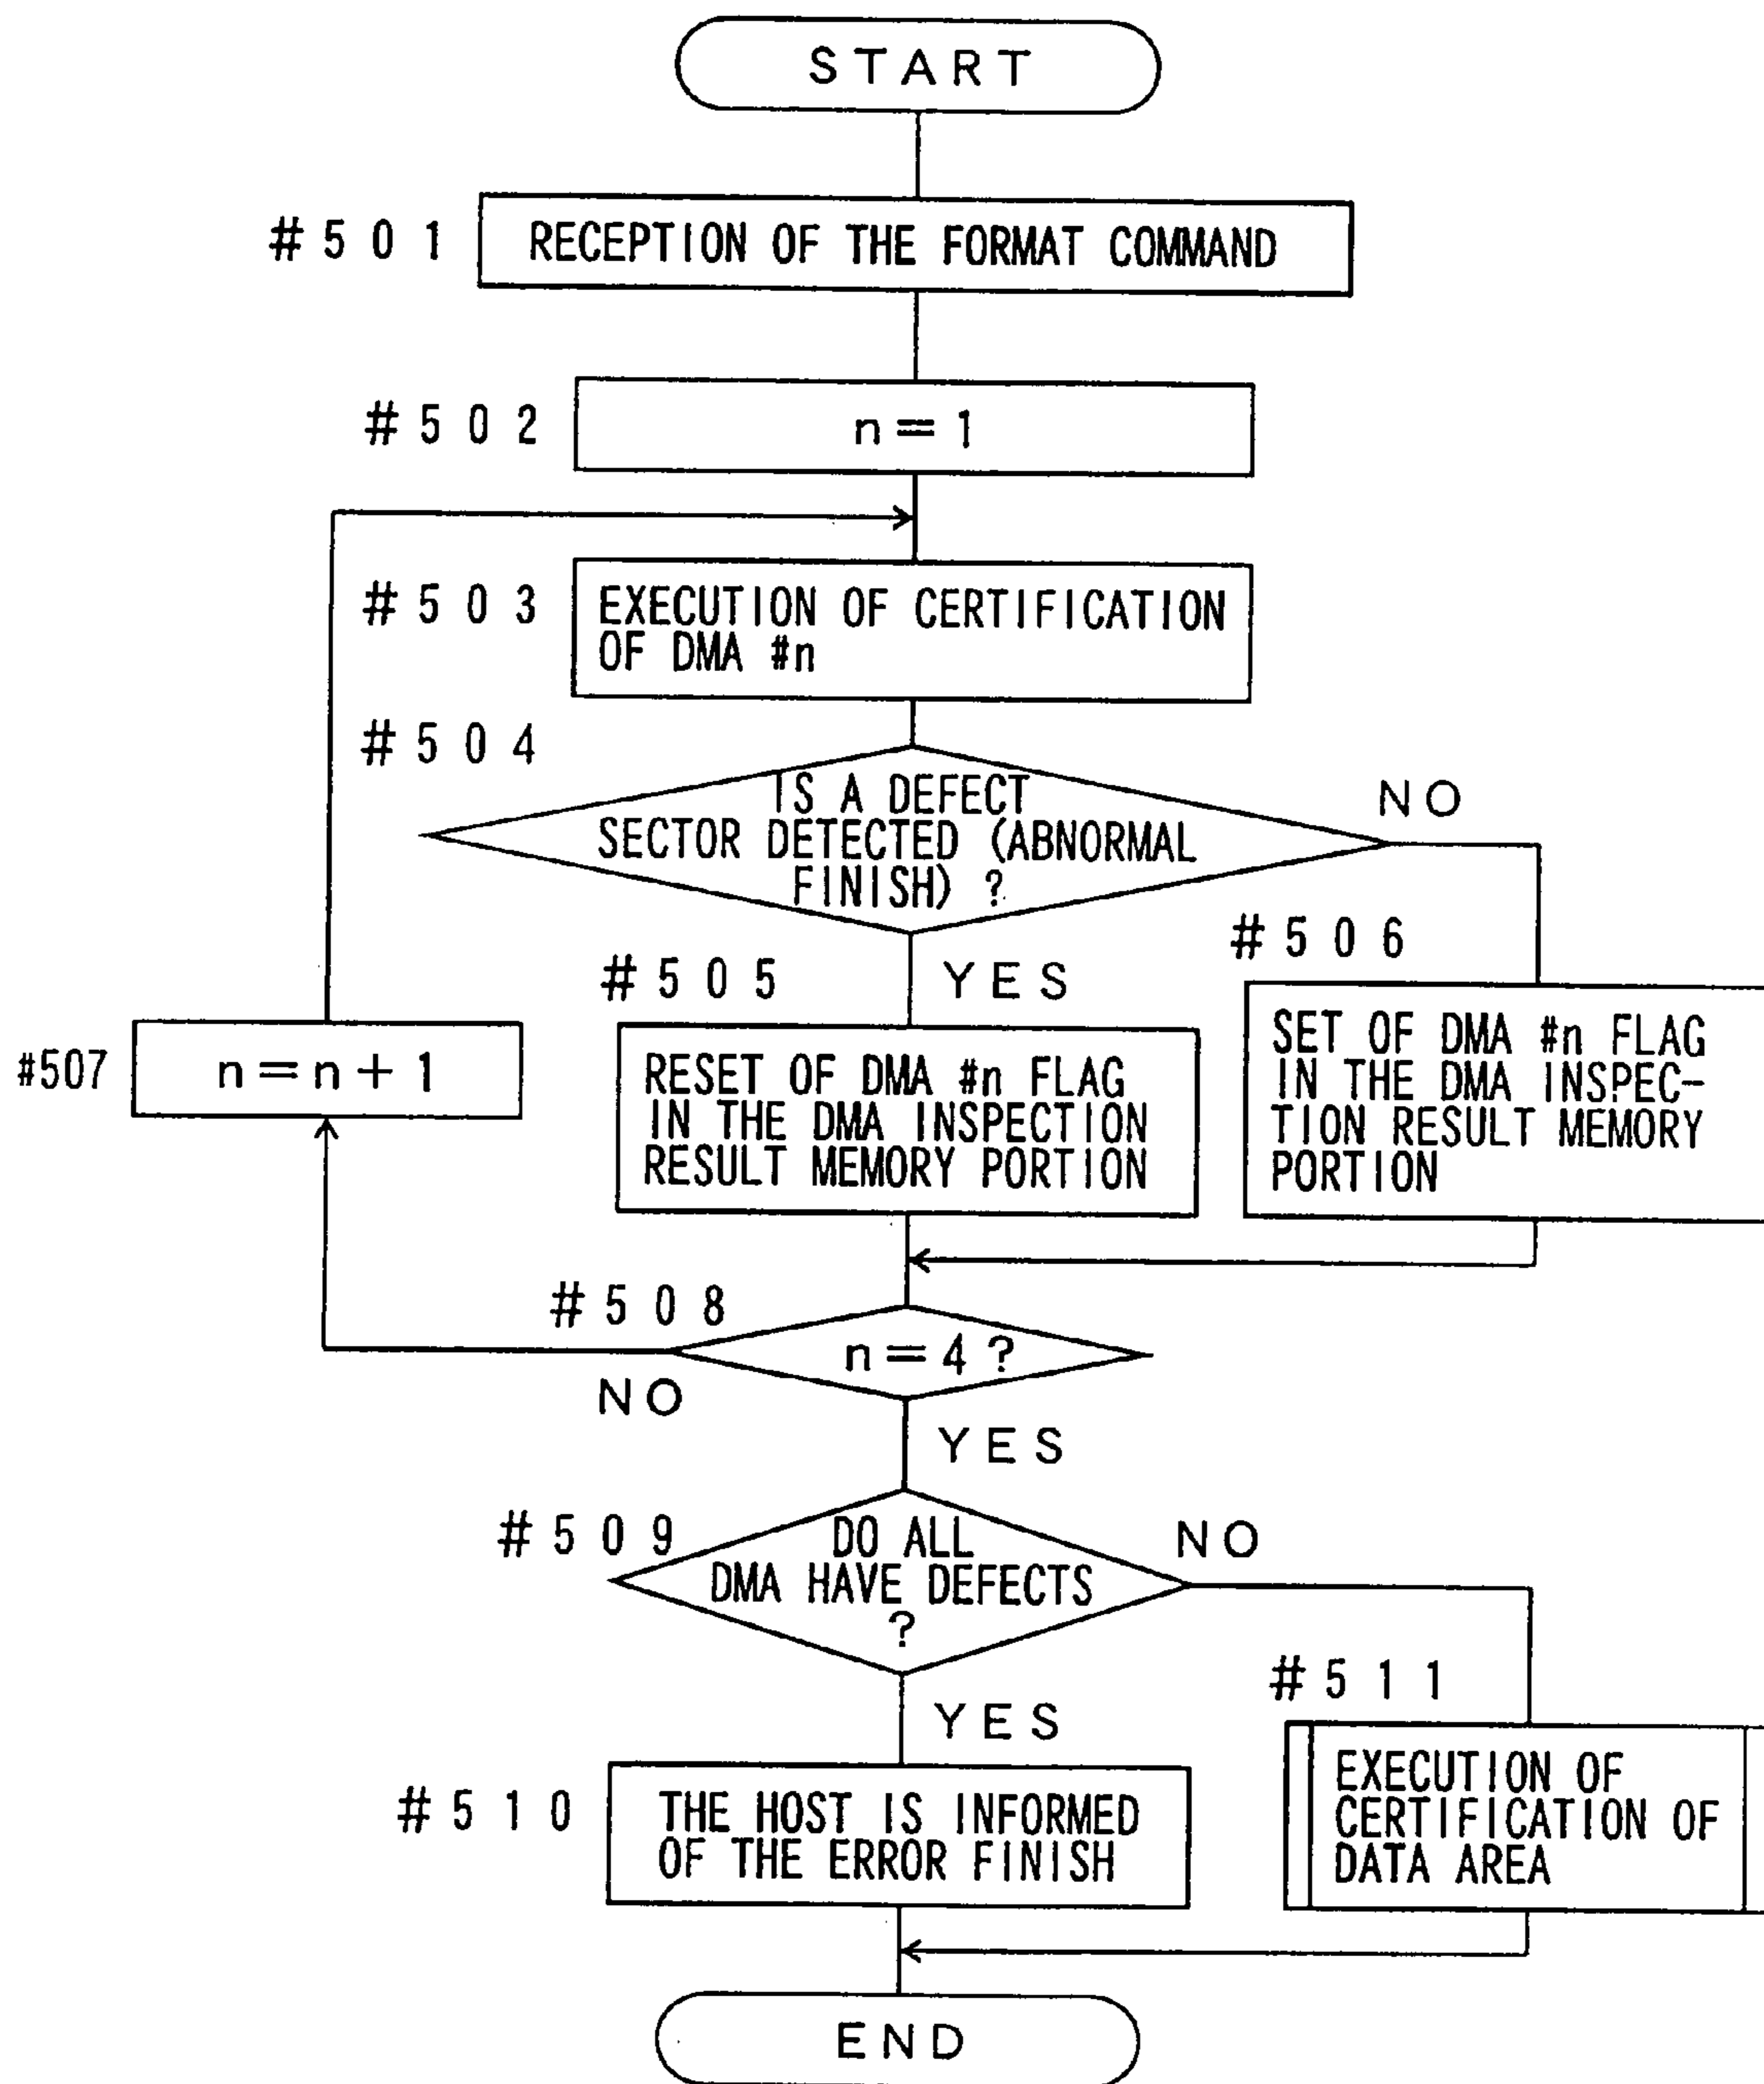 START
#501
RECEPTION OF THE FORMAT COMMAND
#502
n=1
#503
EXECUTION OF CERTIFICATION
OF DMA #n
#504
IS A DEFECT
SECTOR DETECTED (ABNORMAL
FINISH) ?
NO
#505
YES
#506
#507
n=n+1
RESET OF DMA #n FLAG
IN THE DMA INSPECTION
RESULT MEMORY PORTION
SET OF DMA #n FLAG
IN THE DMA INSPEC-
TION RESULT MEMORY
PORTION
#508
n=4?
NO
YES
#509
DO ALL
DMA HAVE DEFECTS
?
NO
YES
#510
THE HOST IS INFORMED
OF THE ERROR FINISH
#511
EXECUTION OF
CERTIFICATION OF
DATA AREA
END